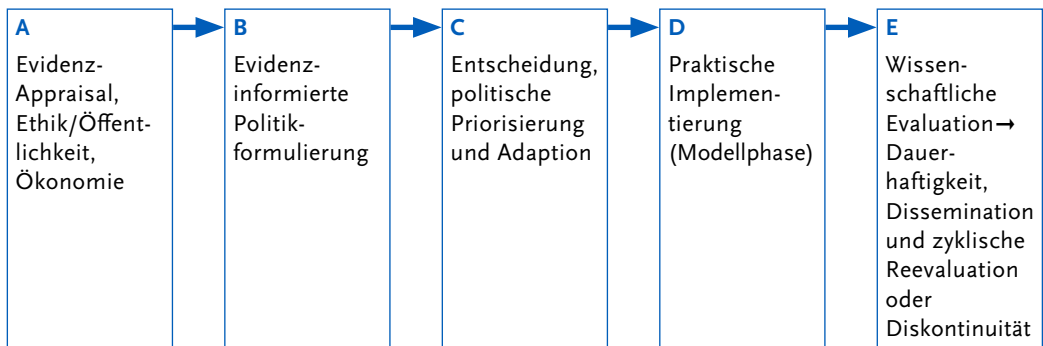 A
Evidenz-
Appraisal,
Ethik/Öffent-
lichkeit,
Ökonomie
B
Evidenz-
informierte
Politik-
formulierung
C
Entscheidung,
politische
Priorisierung
und Adaption
D
Praktische
Implemen-
tierung
(Modellphase)
E
Wissen-
schaftliche
Evaluation→
Dauer-
haftigkeit,
Dissemination
und zyklische
Reevaluation
oder
Diskontinuität